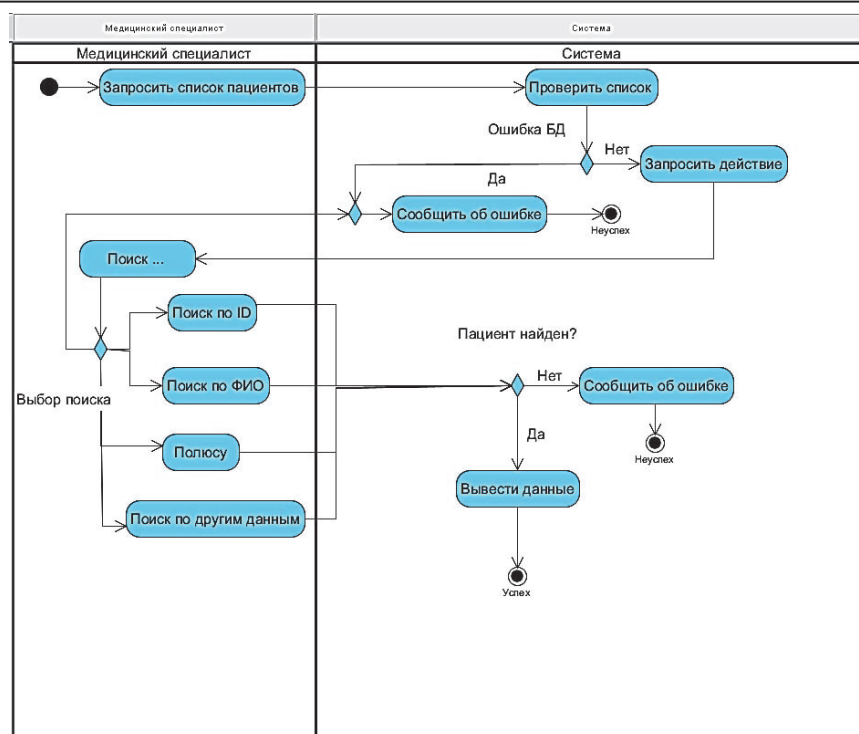 Медицинский специалист
Система
Медицинский специалист
Система
Запросить список пациентов
Проверить список
Ошибка БД
Нет
Запросить действие
Да
Сообщить об ошибке
Неуспех
Поиск ...
Поиск по ID
Пациент найден?
Поиск по ФИО
Нет
Сообщить об ошибке
Выбор поиска
Да
Полюсу
Неуспех
Вывести данные
Поиск по другим данным
Успех